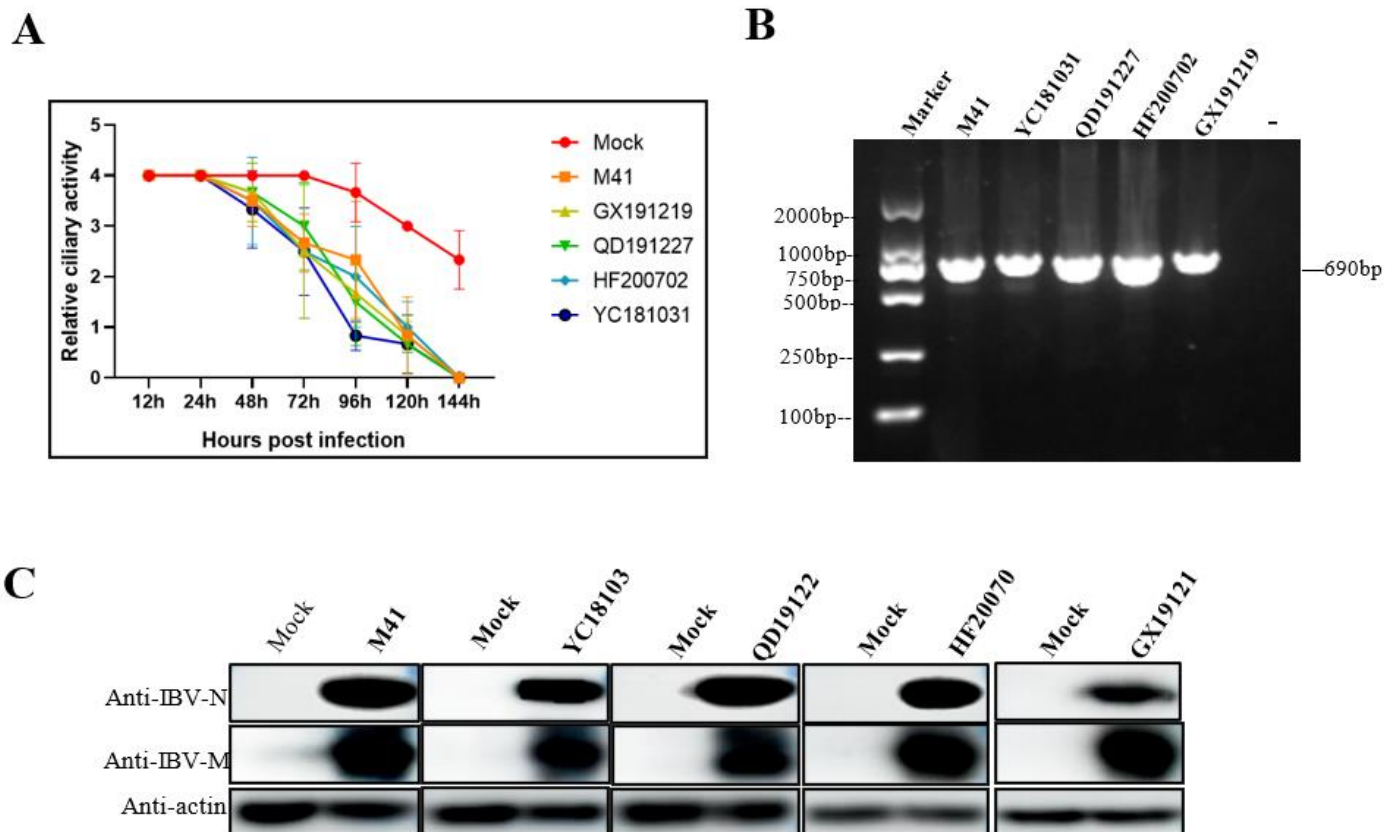 A
5
4
3
2
1
0
Relative ciliary activity
12h 24h 48h 72h 96h 120h 144h
Hours post infection
Mock
M41
GX191219
QD191227
HF200702
YC181031
B
Marker M41 YC181031 QD191227 HF200702 GX191219 -
2000bp--
1000bp--
750bp--
500bp--
250bp--
100bp--
—690bp
C
Mock M41 Mock YC18103 Mock QD19122 Mock HF20070 Mock GX19121
Anti-IBV-N
Anti-IBV-M
Anti-actin